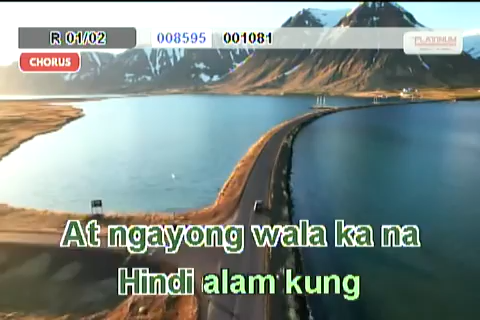 R 01/02 008595 001081
PLATINUM
CHORUS
At ngayong wala ka na
Hindi alam kung